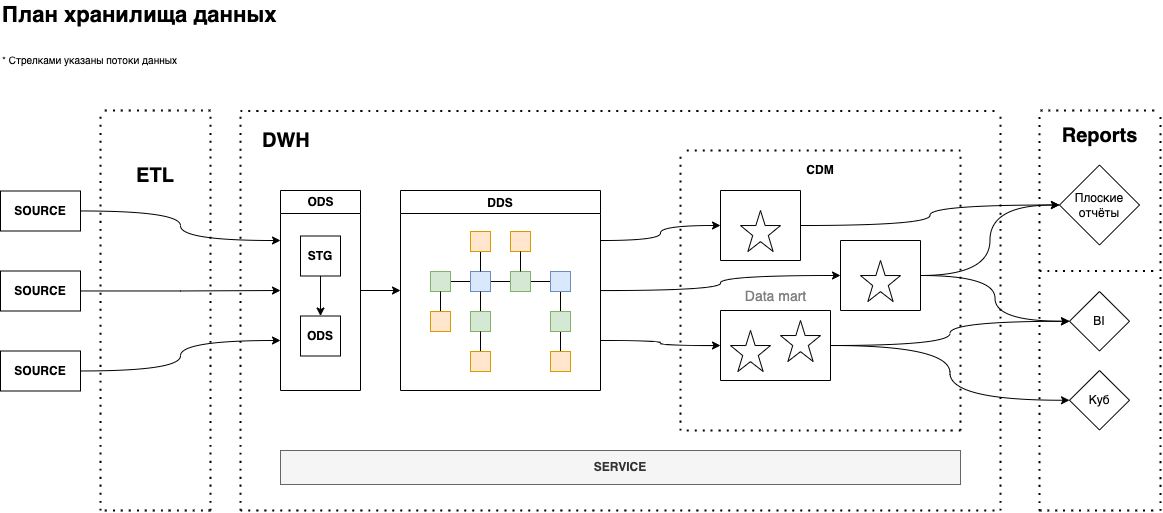 План хранилища данных
* Стрелками указаны потоки данных
ETL
DWH
Reports
SOURCE
SOURCE
SOURCE
ODS
STG
ODS
DDS
CDM
Data mart
Плоские
отчёты
BI
Куб
SERVICE